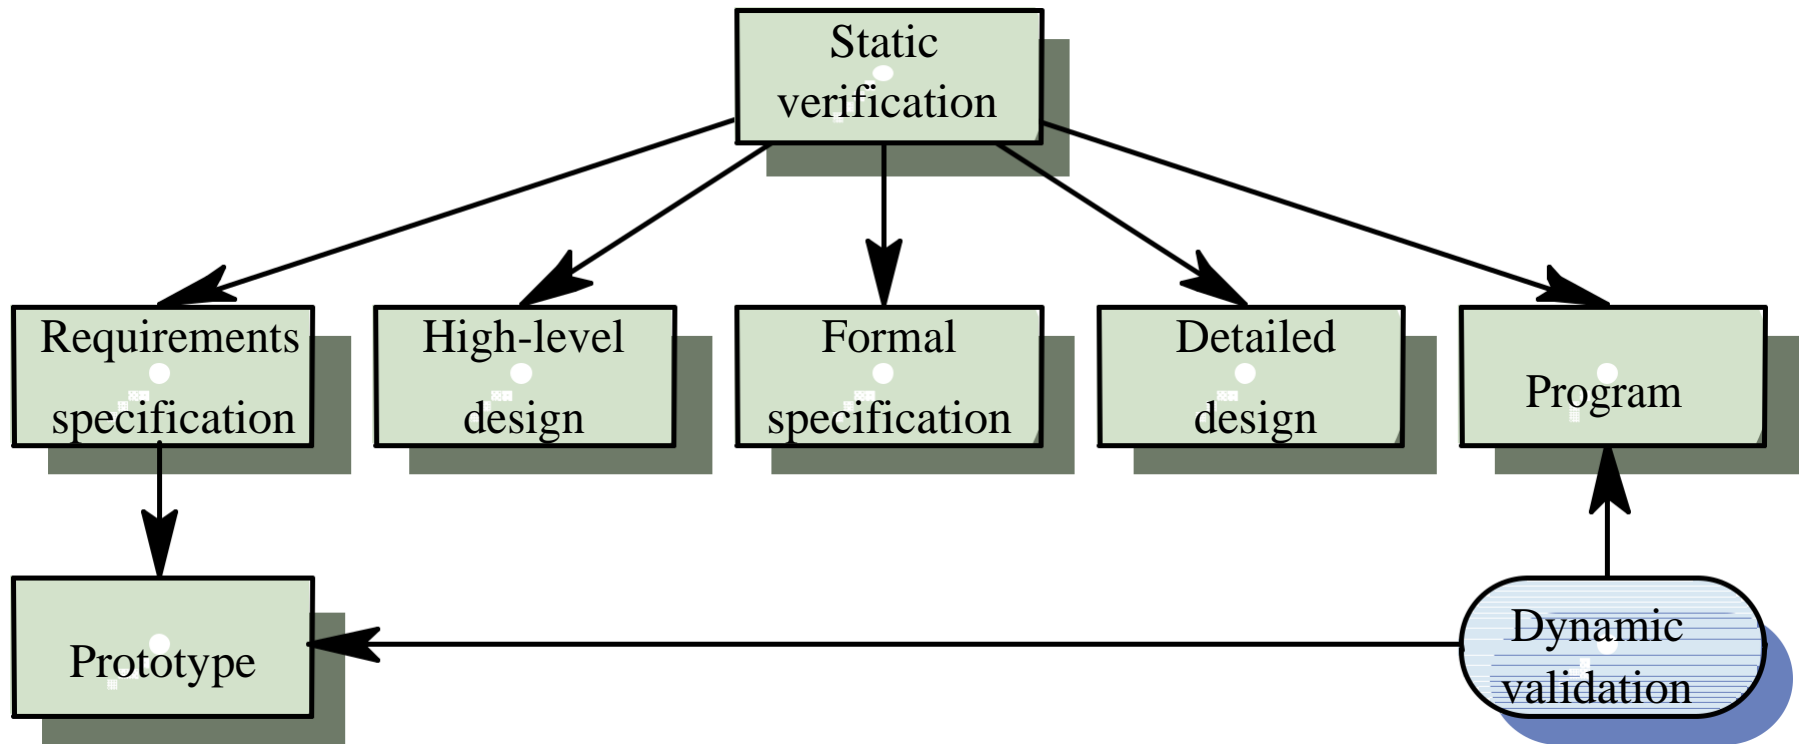 Static
verification
Requirements
specification
High-level
design
Formal
specification
Detailed
design
Program
Prototype
Dynamic
validation